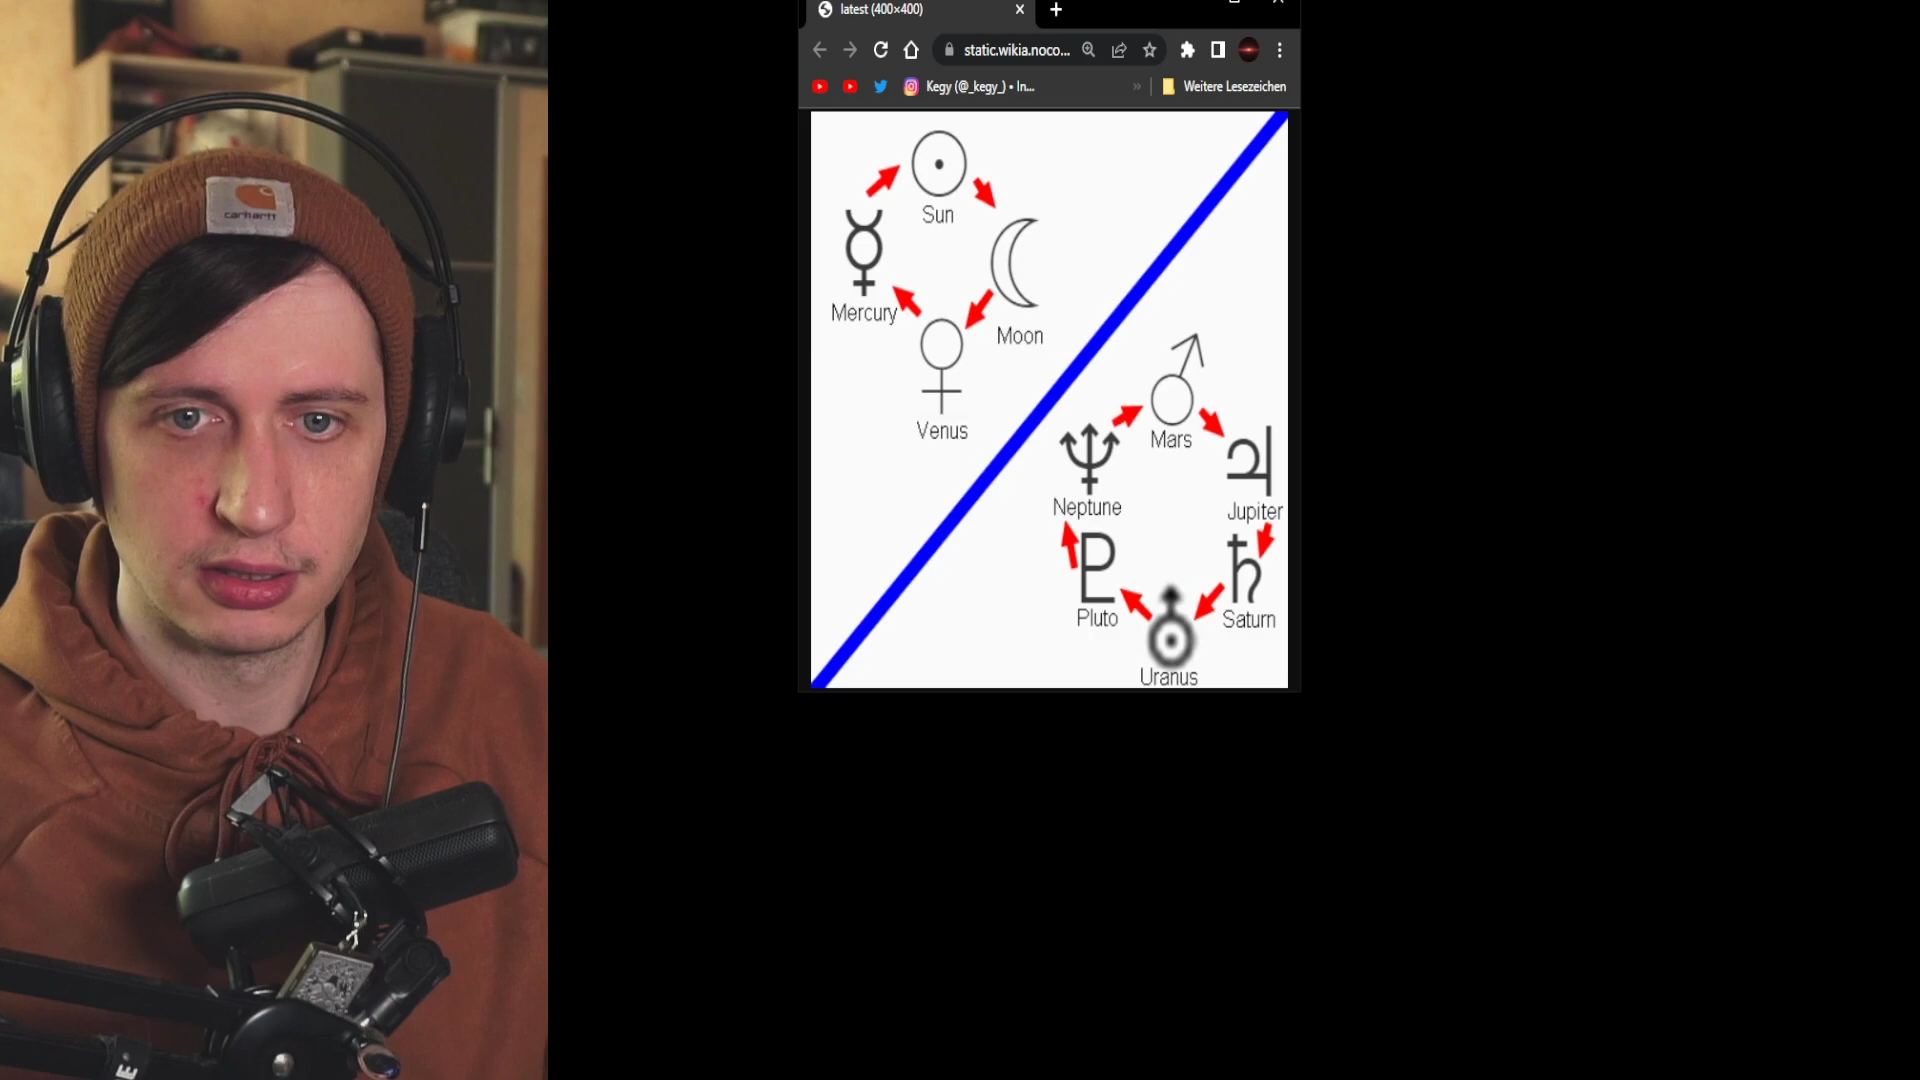 latest (400×400)
static.wikia.noco...
Kegy (@_kegy_) • In...
»
Weitere Lesezeichen
carhartt
Sun
Mercury
Moon
Venus
Mars
Neptune
Jupiter
Pluto
Saturn
Uranus